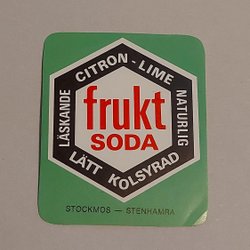 CITRON - LIME
LÄSKANDE
NATURLIG
frukt
SODA
LÄTT KOLSYRAD
STOCKMOS — STENHAMRA